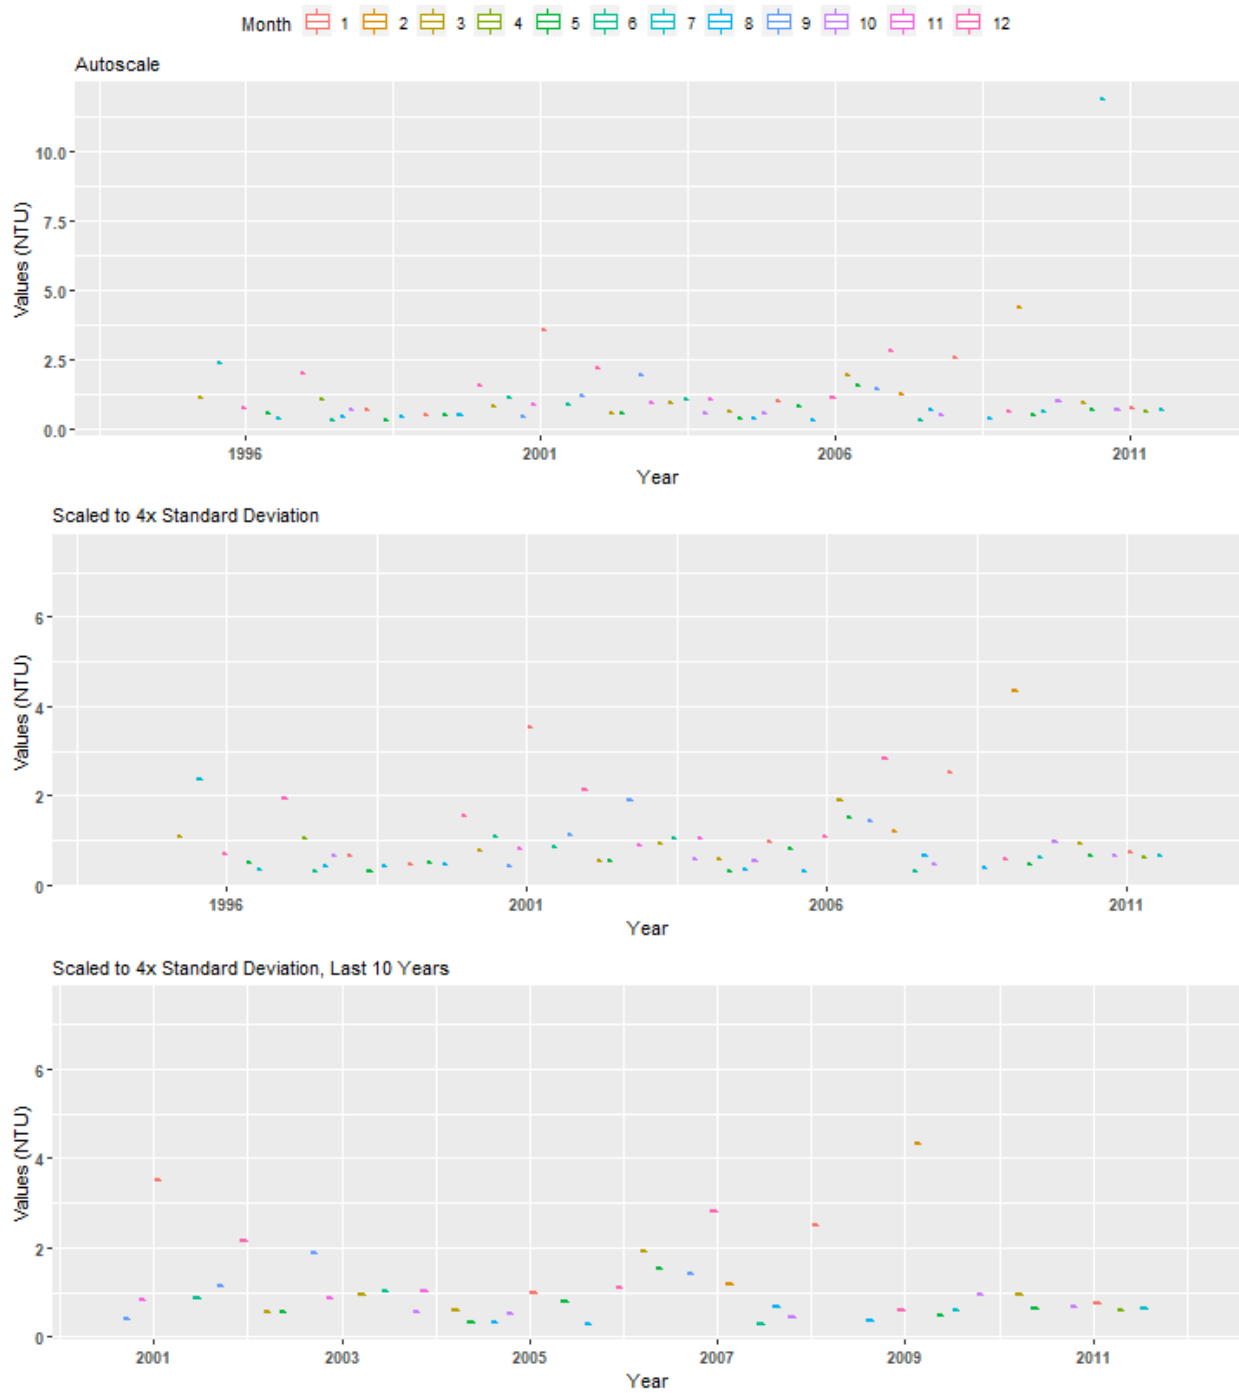 Month 1 2 3 4 5 6 7 8 9 10 11 12
Autoscale
Values (NTU)
10.0
7.5
5.0
2.5
0.0
1996 2001 2006 2011
Year
Scaled to 4x Standard Deviation
Values (NTU)
6
4
2
0
1996 2001 2006 2011
Year
Scaled to 4x Standard Deviation, Last 10 Years
Values (NTU)
6
4
2
0
2001 2003 2005 2007 2009 2011
Year